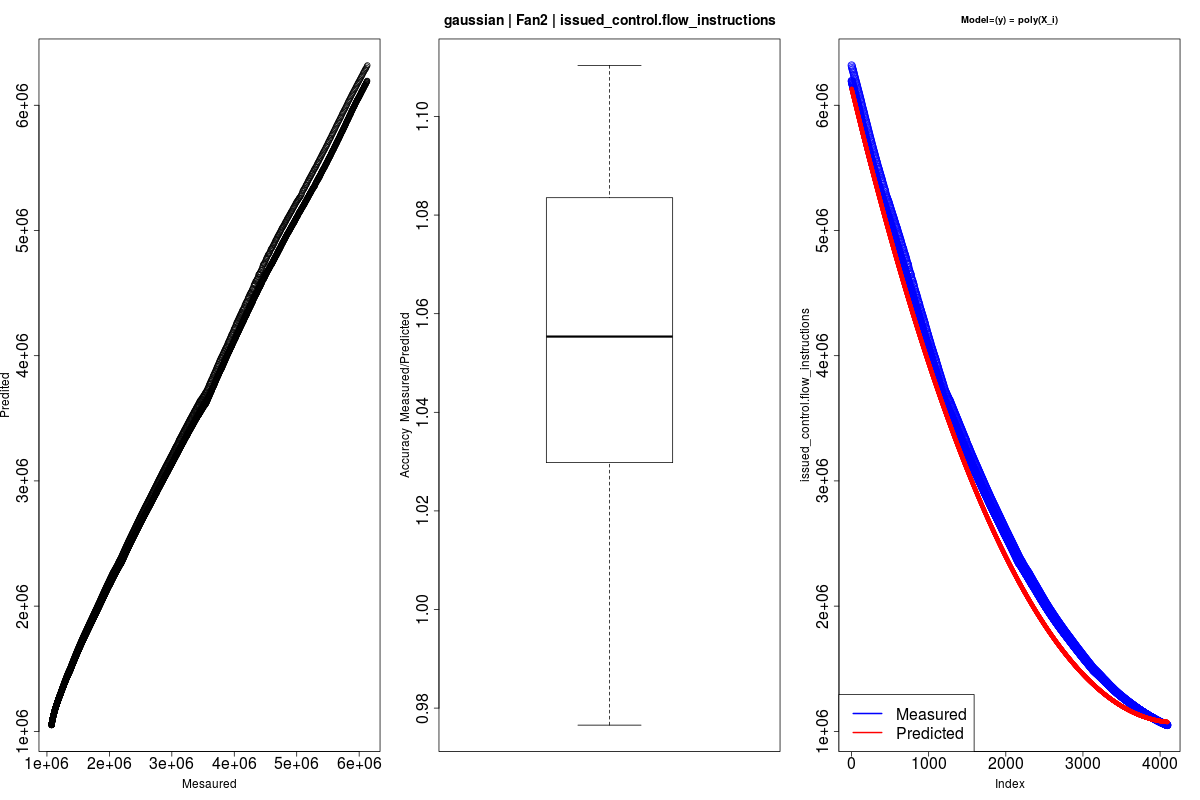 gaussian | Fan2 | issued_control.flow_instructions
Model=(y) = poly(X_i)
Predited
1e+06 2e+06 3e+06 4e+06 5e+06 6e+06
1e+06 2e+06 3e+06 4e+06 5e+06 6e+06
Mesaured
Accuracy Measured/Predicted
0.98 1.00 1.02 1.04 1.06 1.08 1.10
issued_control.flow_instructions
1e+06 2e+06 3e+06 4e+06 5e+06 6e+06
Measured
Predicted
0 1000 2000 3000 4000
Index